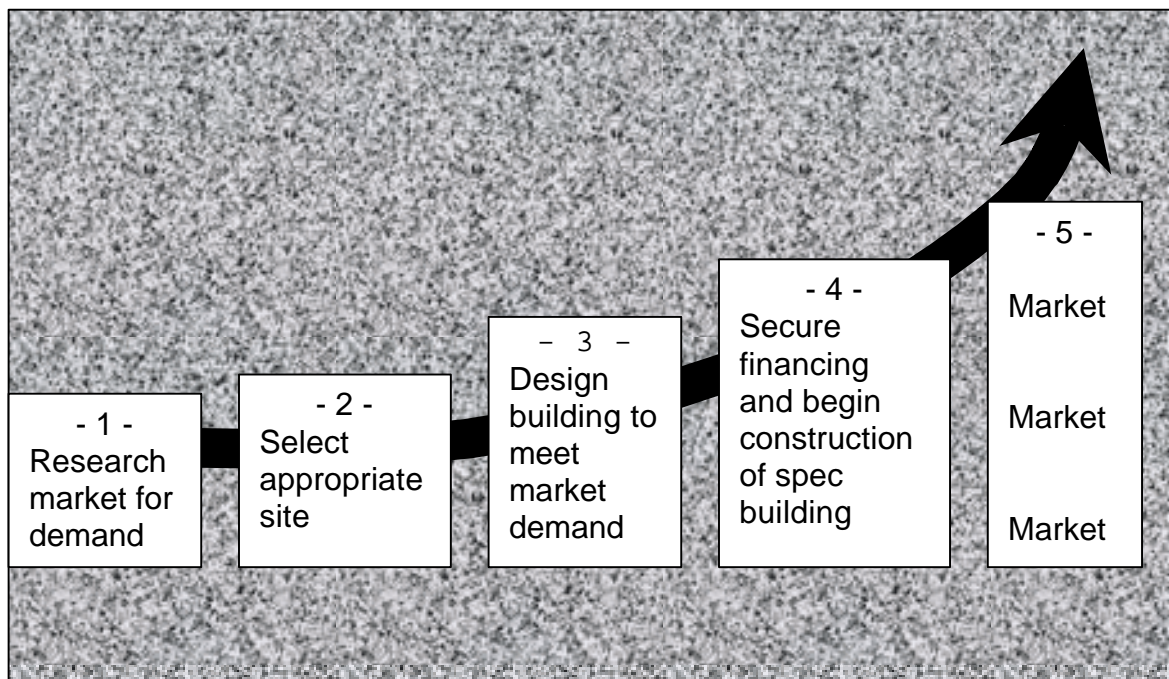 - 1 -
Research
market for
demand
- 2 -
Select
appropriate
site
- 3 -
Design
building to
meet
market
demand
- 4 -
Secure
financing
and begin
construction
of spec
building
- 5 -
Market
Market
Market